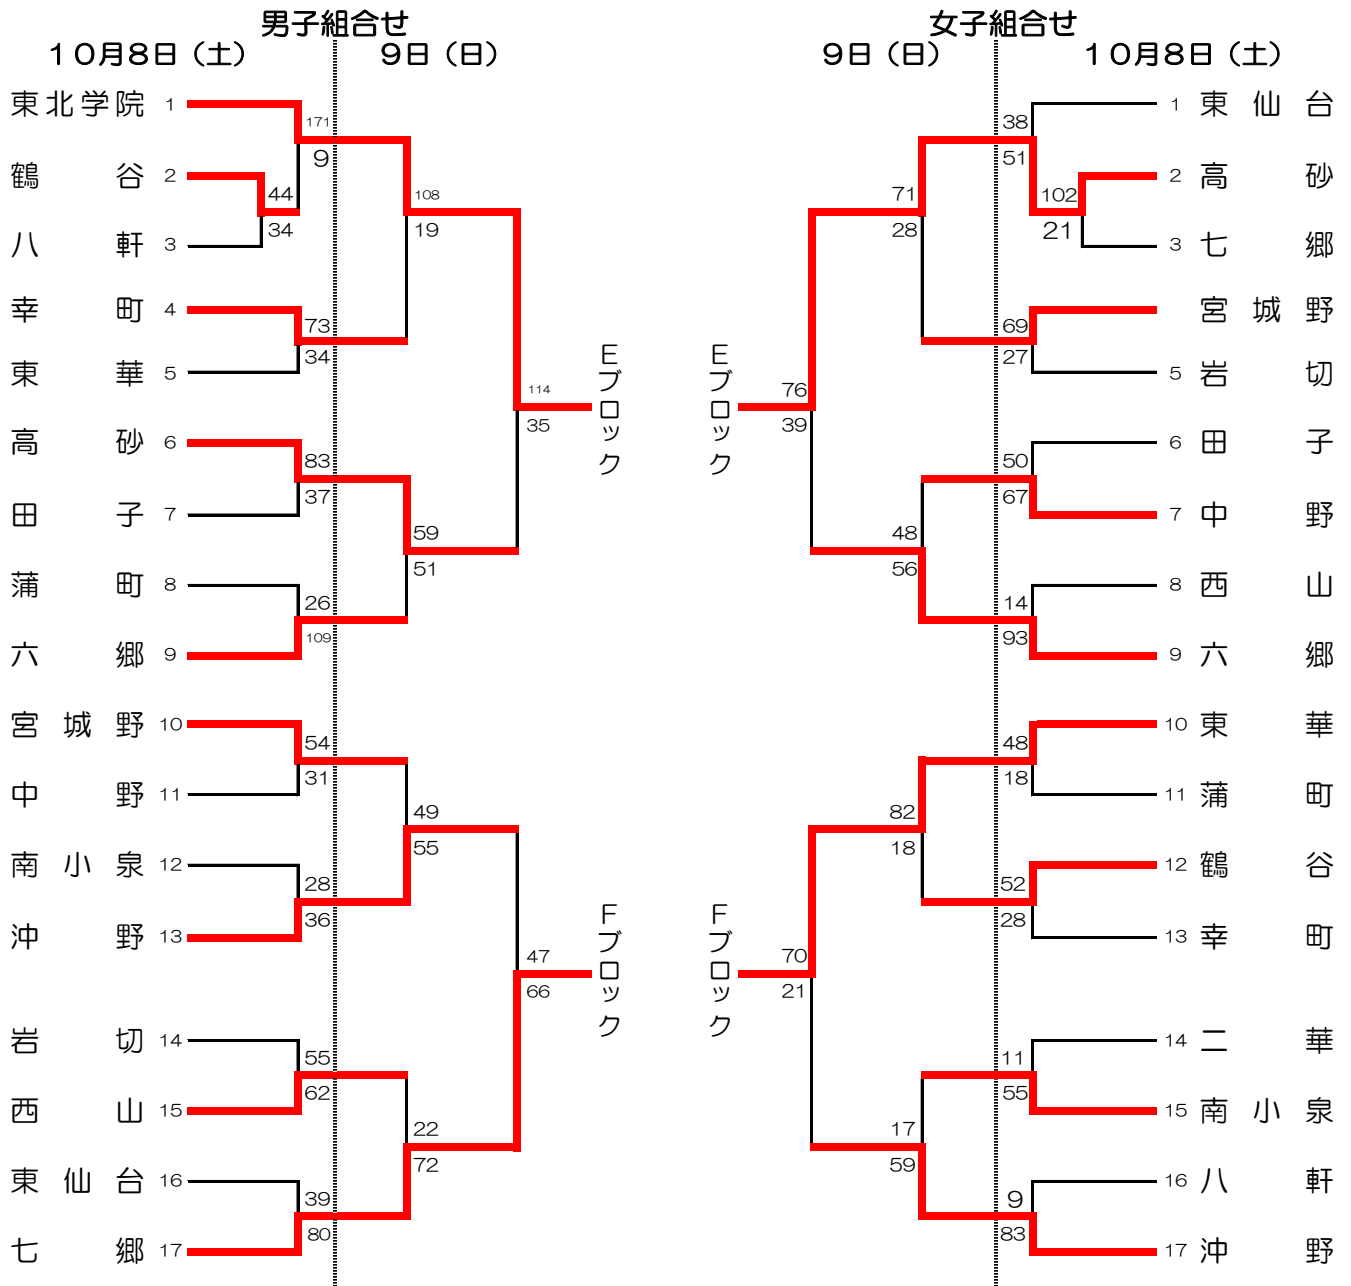 男子組合せ
10月8日（土）
9日（日）
東北学院 1
171
9
鶴谷 2
44
34
八軒 3
108
19
幸町 4
73
34
東華 5
114
35
Eブロック
高砂 6
83
37
田子 7
59
51
蒲町 8
26
109
六郷 9
宮城野 10
54
31
中野 11
49
55
南小泉 12
28
36
沖野 13
47
66
Fブロック
岩切 14
55
62
西山 15
22
72
東仙台 16
39
80
七郷 17
女子組合せ
9日（日）
10月8日（土）
1 東仙台
38
51
2 高砂
102
21
3 七郷
71
28
宮城野
69
27
5 岩切
Eブロック
76
39
6 田子
50
67
7 中野
48
56
8 西山
14
93
9 六郷
10 東華
48
18
11 蒲町
82
18
12 鶴谷
52
28
13 幸町
Fブロック
70
21
14 二華
11
55
15 南小泉
17
59
16 八軒
9
83
17 沖野